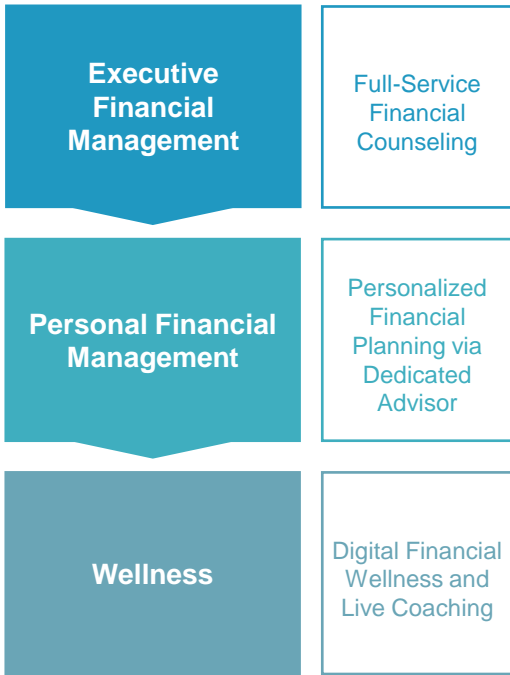 Executive
Financial
Management
Full-Service
Financial
Counseling
Personal Financial
Management
Personalized
Financial
Planning via
Dedicated
Advisor
Wellness
Digital Financial
Wellness and
Live Coaching